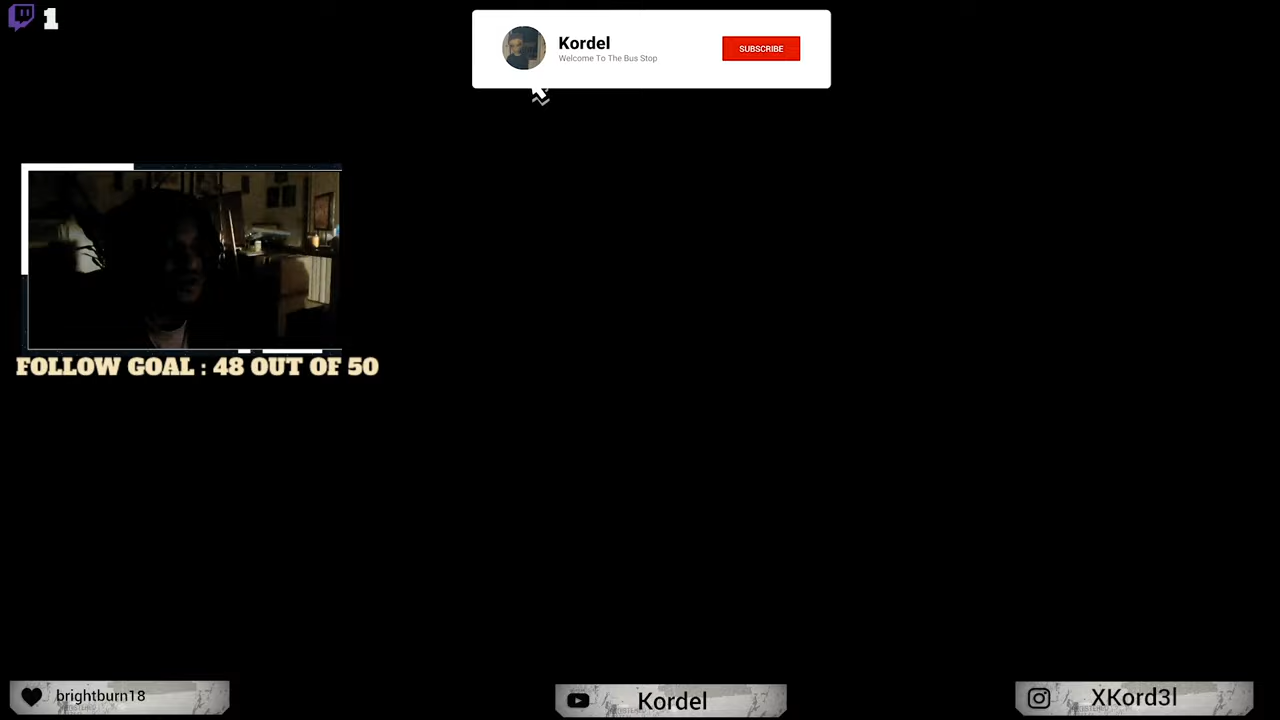 1
Kordel
Welcome To The Bus Stop
SUBSCRIBE
FOLLOW GOAL : 48 OUT OF 50
brightburn18
Kordel
XKord3l